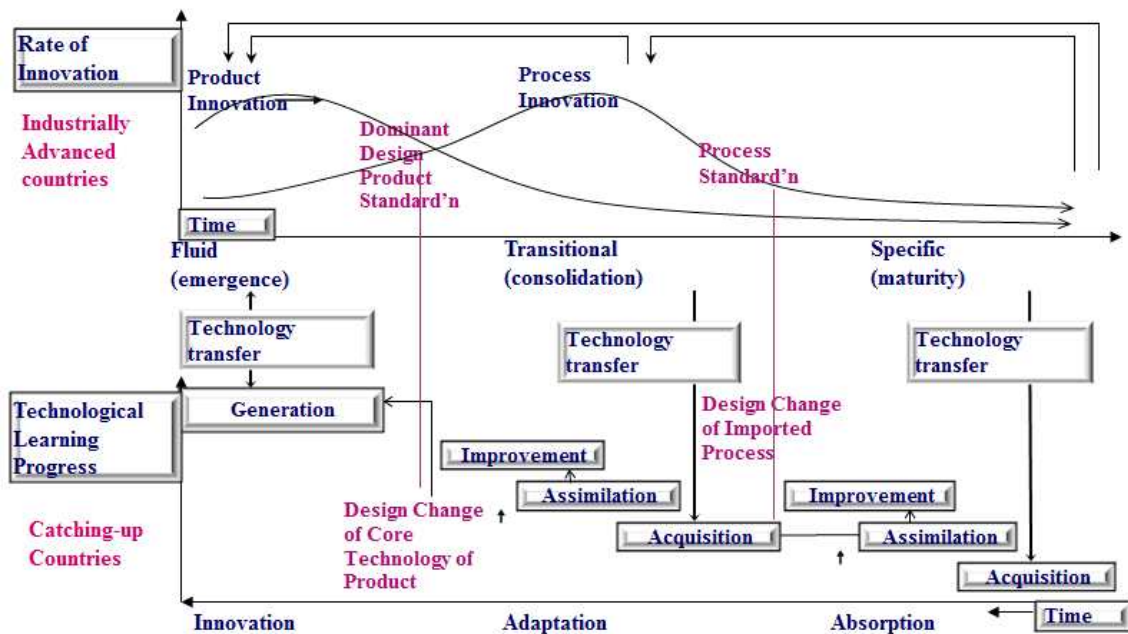 Rate of
Innovation
Industrially
Advanced
countries
Product
Innovation
Process
Innovation
Dominant
Design
Product
Standard’n
Process
Standard’n
Time
Fluid
(emergence)
Transitional
(consolidation)
Specific
(maturity)
Technology
transfer
Technology
transfer
Technology
transfer
Technological
Learning
Progress
Generation
Design Change
of Imported
Process
Improvement
Assimilation
Improvement
Assimilation
Catching-up
Countries
Design Change
of Core
Technology of
Product
Acquisition
Acquisition
Innovation
Adaptation
Absorption
Time